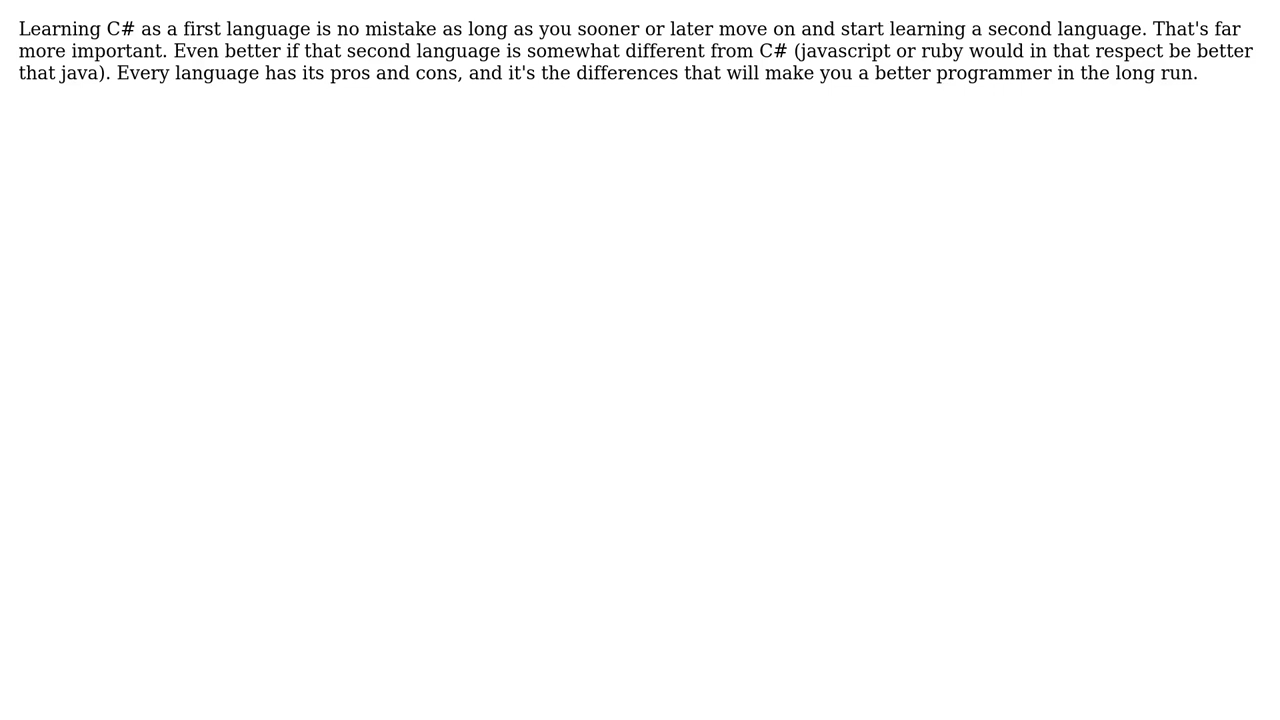 Learning C# as a first language is no mistake as long as you sooner or later move on and start learning a second language. That's far
more important. Even better if that second language is somewhat different from C# (javascript or ruby would in that respect be better
that java). Every language has its pros and cons, and it's the differences that will make you a better programmer in the long run.